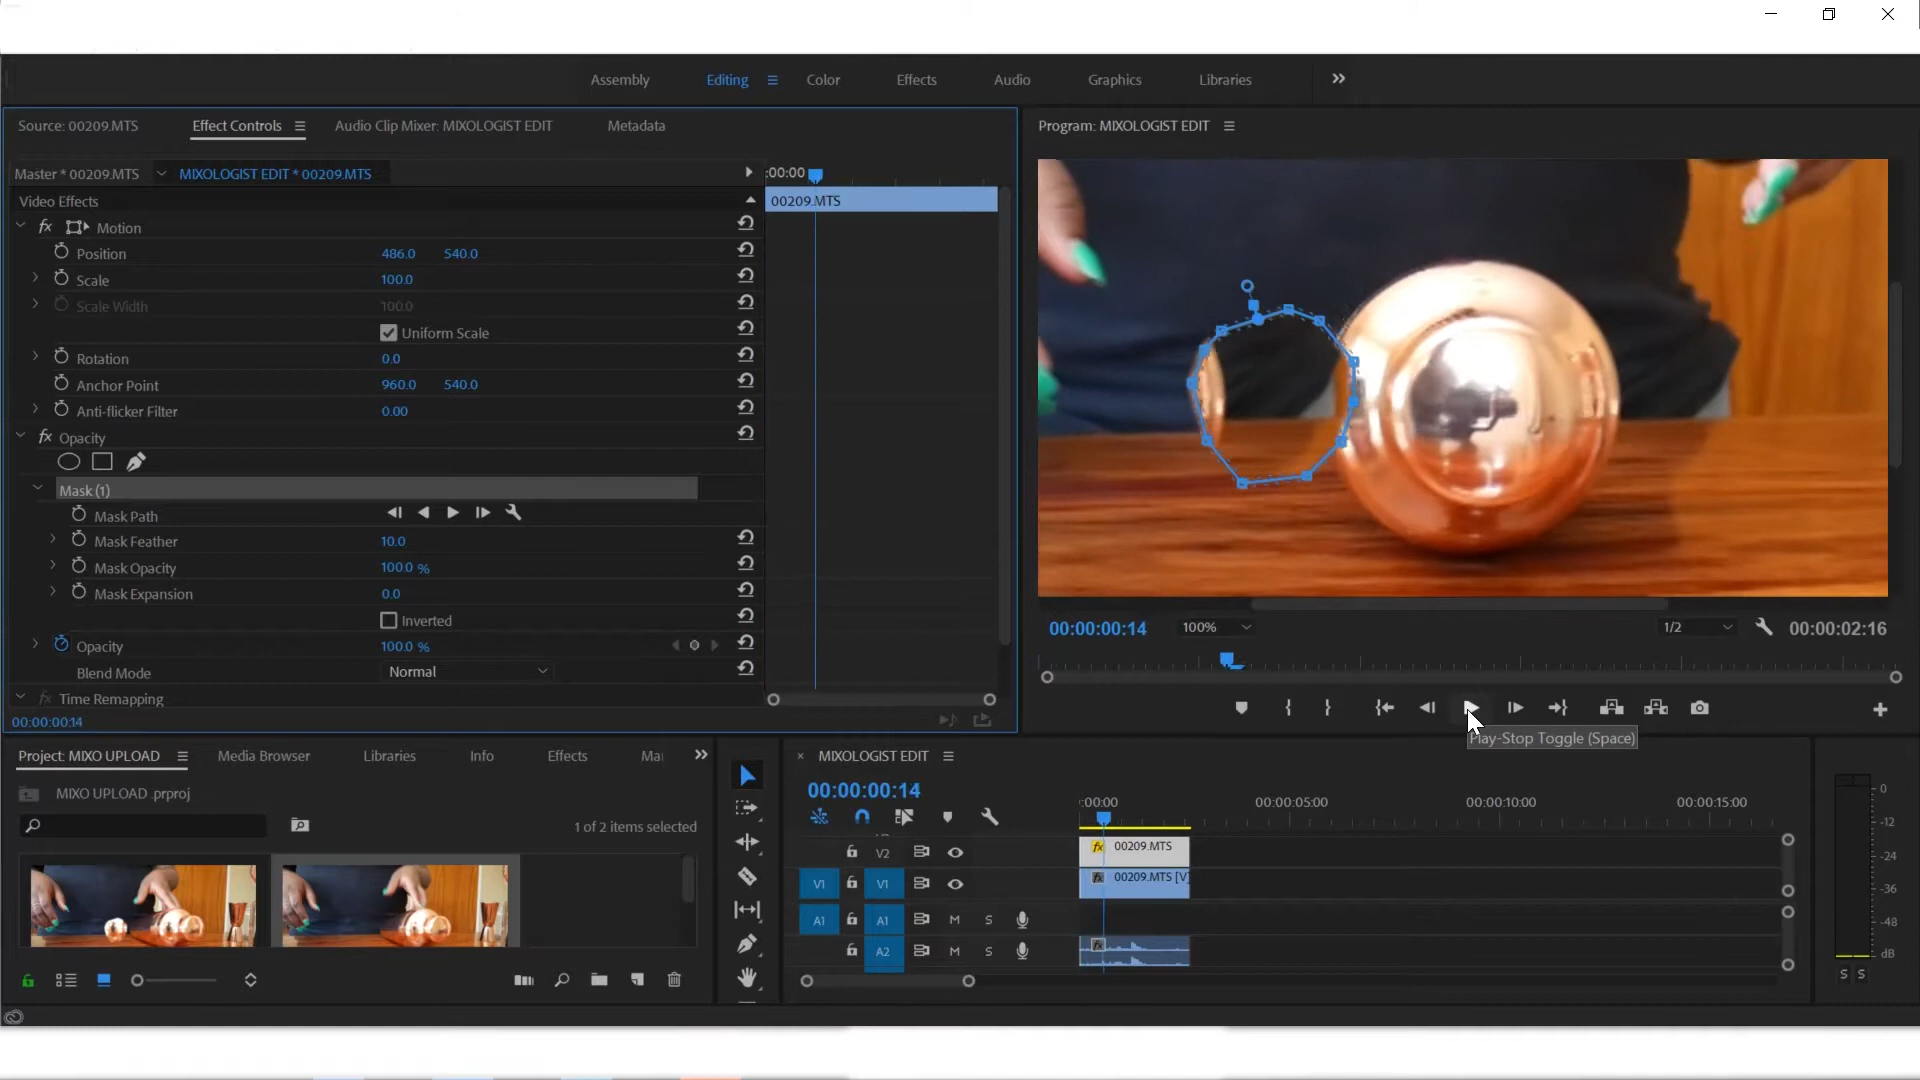 Assembly
Editing
Color
Effects
Audio
Graphics
Libraries
Source: 00209.MTS
Effect Controls
Audio Clip Mixer: MIXOLOGIST EDIT
Metadata
Program: MIXOLOGIST EDIT
Master * 00209.MTS
MIXOLOGIST EDIT * 00209.MTS
:00:00
Video Effects
00209.MTS
fx Motion
Position 486.0 540.0
Scale 100.0
Scale Width 100.0
Uniform Scale
Rotation 0.0
Anchor Point 960.0 540.0
Anti-flicker Filter 0.00
fx Opacity
Mask (1)
Mask Path
Mask Feather 10.0
Mask Opacity 100.0 %
Mask Expansion 0.0
Inverted
Opacity 100.0 %
Blend Mode Normal
fx Time Remapping
00:00:00:14
00:00:00:14
100%
1/2
00:00:02:16
Play-Stop Toggle (Space)
Project: MIXO UPLOAD
Media Browser
Libraries
Info
Effects
Mar
MIXO UPLOAD .prproj
1 of 2 items selected
MIXOLOGIST EDIT
00:00:00:14
:00:00
00:00:05:00
00:00:10:00
00:00:15:00
V2
fx 00209.MTS
V1 V1
fx 00209.MTS [V]
A1 A1 M S
A2 M S
fx
0
-12
-24
-36
-48
dB
S S